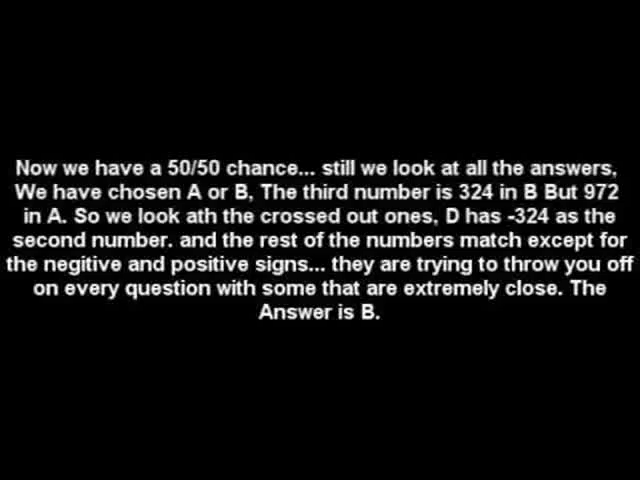 Now we have a 50/50 chance... still we look at all the answers,
We have chosen A or B, The third number is 324 in B But 972
in A. So we look ath the crossed out ones, D has -324 as the
second number. and the rest of the numbers match except for
the negitive and positive signs... they are trying to throw you off
on every question with some that are extremely close. The
Answer is B.